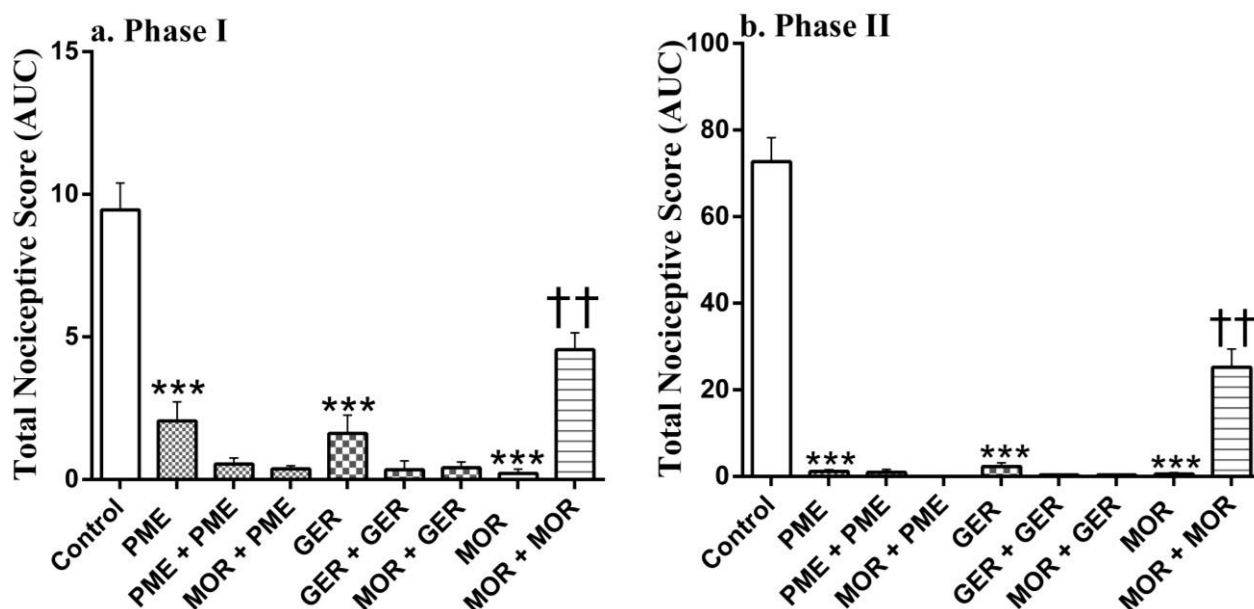 a. Phase I
Total Nociceptive Score (AUC)
15
10
5
0
***
***
***
††
Control
PME
PME + PME
MOR + PME
GER
GER + GER
MOR + GER
MOR
MOR + MOR
b. Phase II
Total Nociceptive Score (AUC)
100
80
60
40
20
0
***
***
***
††
Control
PME
PME + PME
MOR + PME
GER
GER + GER
MOR + GER
MOR
MOR + MOR